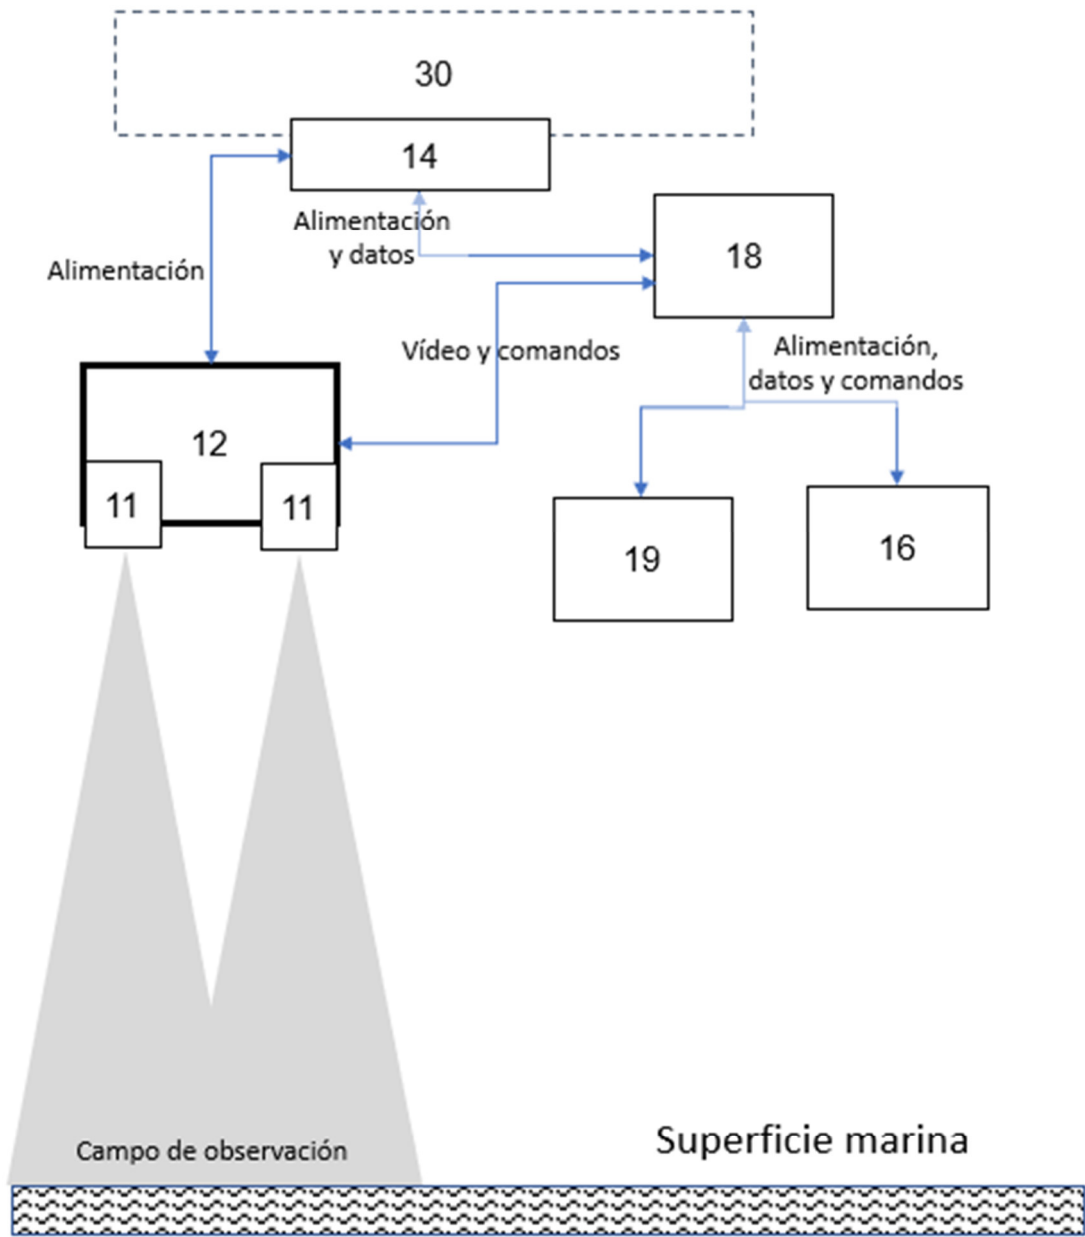 30
14
Alimentación
y datos
18
Alimentación
Vídeo y comandos
Alimentación,
datos y comandos
12
11
11
19
16
Campo de observación
Superficie marina